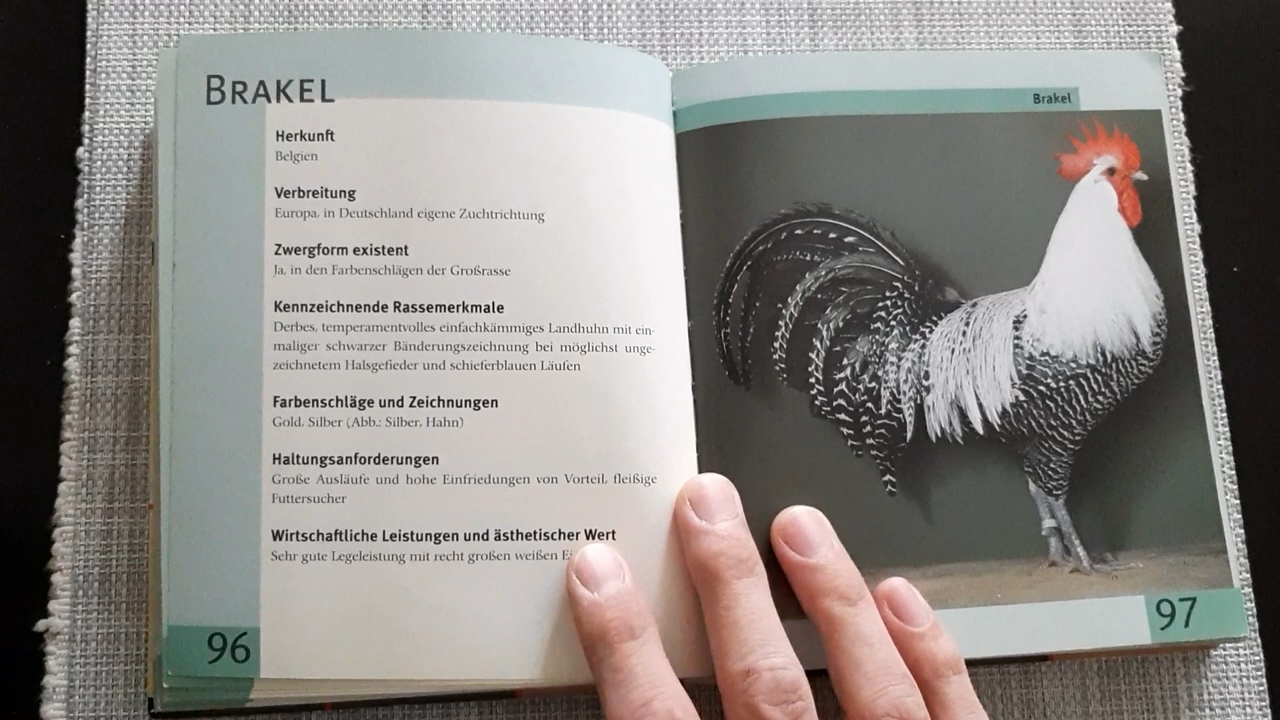 BRAKEL
Herkunft
Belgien
Verbreitung
Europa, in Deutschland eigene Zuchtrichtung
Zwergform existent
Ja, in den Farbenschlägen der Großrasse
Kennzeichnende Rassemerkmale
Derbes, temperamentvolles einfachkämmiges Landhuhn mit ein-
maliger schwarzer Bänderungszeichnung bei möglichst unge-
zeichnetem Halsgefieder und schieferblauen Läufen
Farbenschläge und Zeichnungen
Gold, Silber (Abb.: Silber, Hahn)
Haltungsanforderungen
Große Ausläufe und hohe Einfriedungen von Vorteil, fleißige
Futtersucher
Wirtschaftliche Leistungen und ästhetischer Wert
Sehr gute Legeleistung mit recht großen weißen
96
Brakel
97